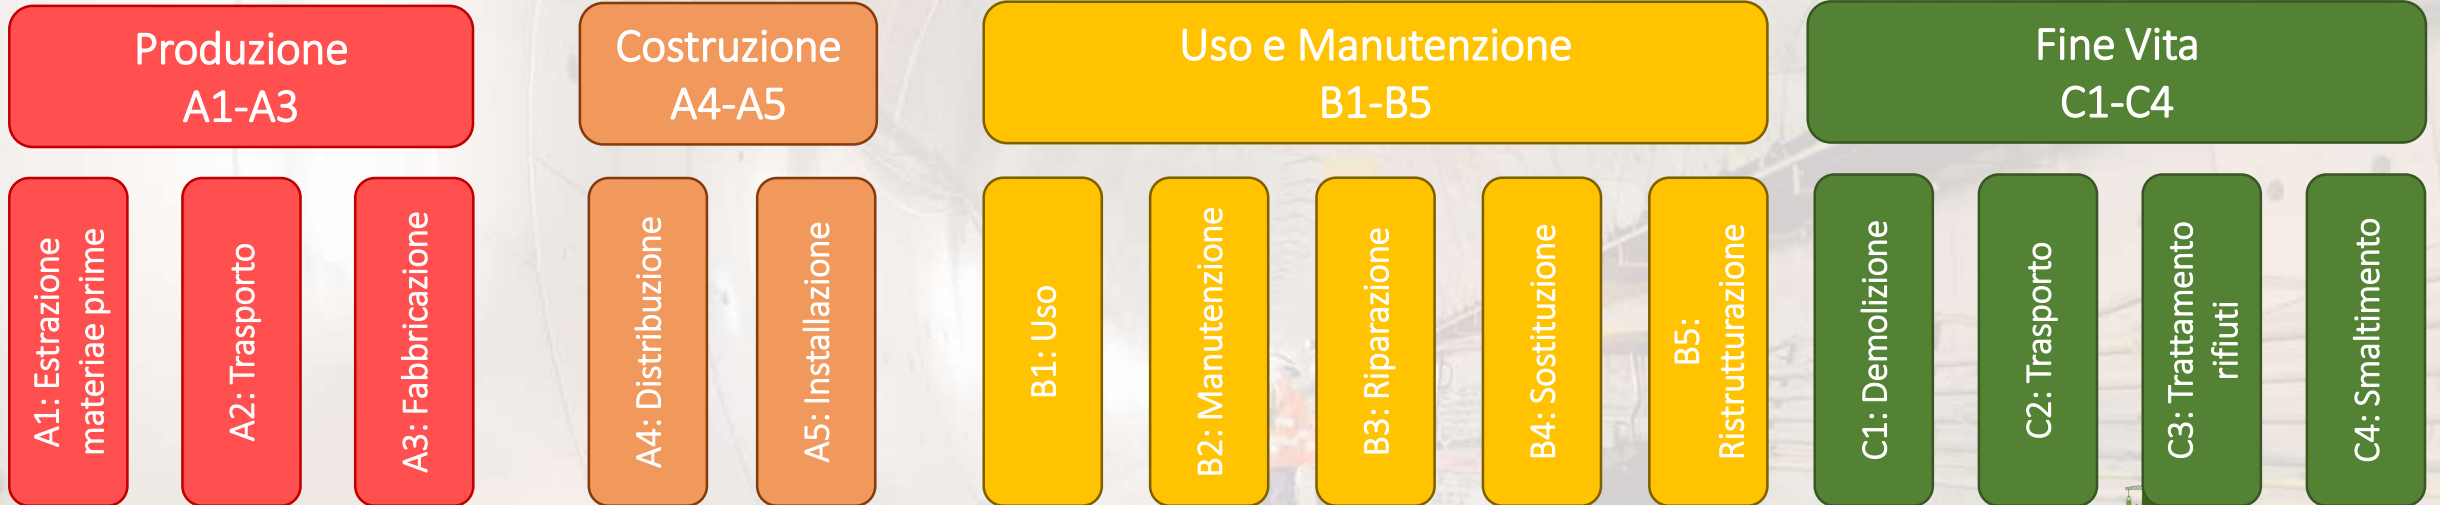 Produzione
A1-A3
Costruzione
A4-A5
Uso e Manutenzione
B1-B5
Fine Vita
C1-C4
A1: Estrazione
materiae prime
A2: Trasporto
A3: Fabbricazione
A4: Distribuzione
A5: Installazione
B1: Uso
B2: Manutenzione
B3: Riparazione
B4: Sostituzione
B5:
Ristrutturazione
C1: Demolizione
C2: Trasporto
C3: Trattamento
rifiuti
C4: Smaltimento